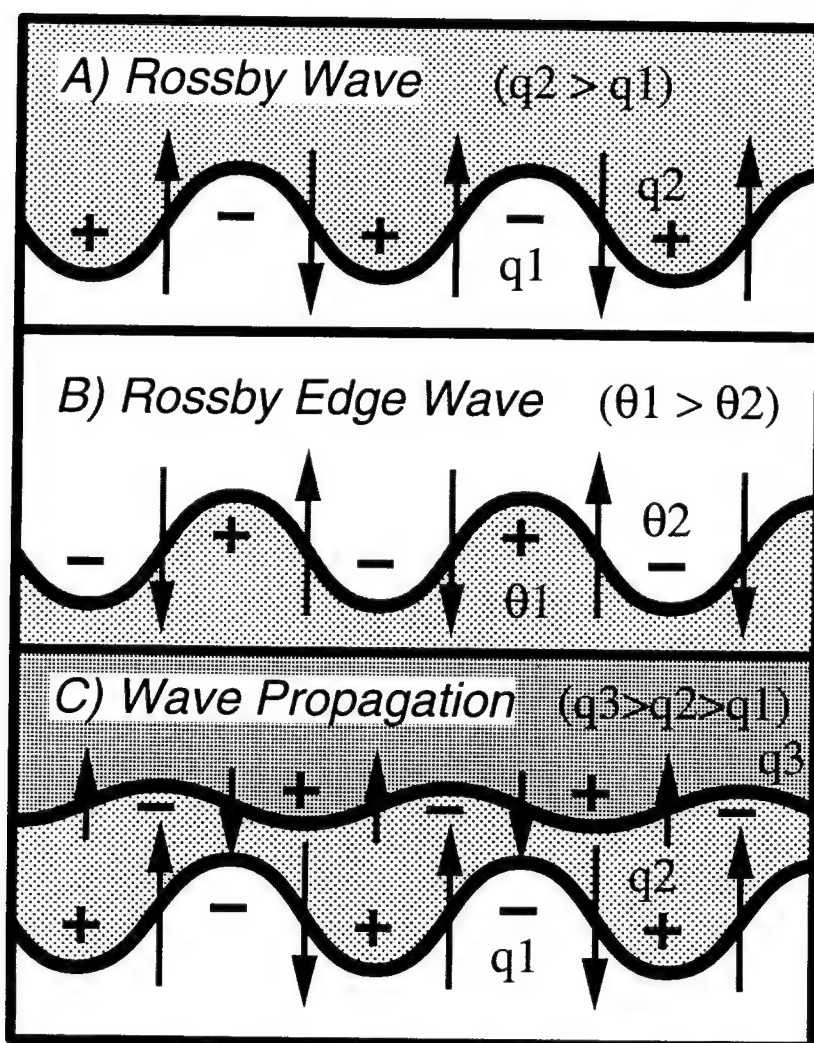 A) Rossby Wave (q2 > q1)
q2
+ − + − +
q1
B) Rossby Edge Wave (θ1 > θ2)
θ2
− + − + −
θ1
C) Wave Propagation (q3>q2>q1)
q3
− + − + −
q2
+ − + − +
q1